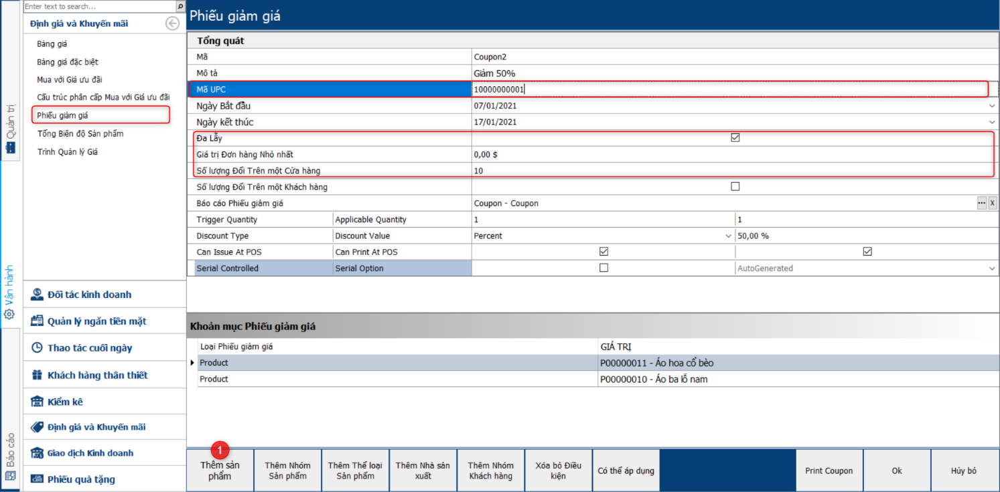 Enter text to search...
Định giá và Khuyến mãi
Bảng giá
Bảng giá đặc biệt
Mua với Giá ưu đãi
Cấu trúc phân cấp Mua với Giá ưu đãi
Phiếu giảm giá
Tổng Biên độ Sản phẩm
Trình Quản lý Giá
Quản trị
Vận hành
Báo cáo
Đối tác kinh doanh
Quản lý ngăn tiền mặt
Thao tác cuối ngày
Khách hàng thân thiết
Kiểm kê
Định giá và Khuyến mãi
Giao dịch Kinh doanh
Phiếu quà tặng
Phiếu giảm giá
Tổng quát
Mã Coupon2
Mô tả Giảm 50%
Mã UPC 10000000001
Ngày Bắt đầu 07/01/2021
Ngày kết thúc 17/01/2021
Đa Lẫy
Giá trị Đơn hàng Nhỏ nhất 0,00 $
Số lượng Đổi Trên một Cửa hàng 10
Số lượng Đổi Trên một Khách hàng
Báo cáo Phiếu giảm giá Coupon - Coupon ... X
Trigger Quantity Applicable Quantity 1 1
Discount Type Discount Value Percent 50,00 %
Can Issue At POS Can Print At POS
Serial Controlled Serial Option AutoGenerated
Khoản mục Phiếu giảm giá
Loại Phiếu giảm giá GIÁ TRỊ
Product P00000011 - Áo hoa cổ bèo
Product P00000010 - Áo ba lỗ nam
1
Thêm sản
phẩm
Thêm Nhóm
Sản phẩm
Thêm Thể loại
Sản phẩm
Thêm Nhà sản
xuất
Thêm Nhóm
Khách hàng
Xóa bỏ Điều
kiện
Có thể áp dụng
Print Coupon
Ok
Hủy bỏ